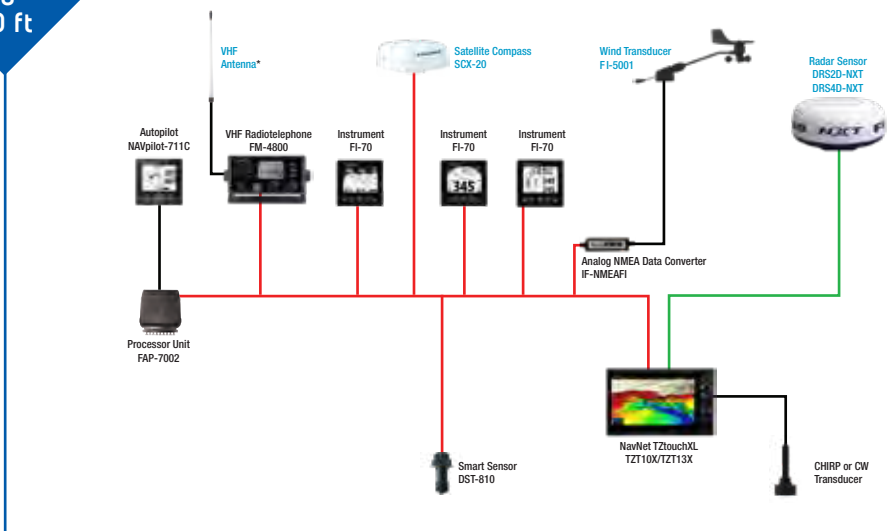 0 ft
VHF
Antenna*
Satellite Compass
SCX-20
Wind Transducer
FI-5001
Radar Sensor
DRS2D-NXT
DRS4D-NXT
Autopilot
NAVpilot-711C
VHF Radiotelephone
FM-4800
Instrument
FI-70
Instrument
FI-70
Instrument
FI-70
NXT
345
Analog NMEA Data Converter
IF-NMEAFI
Processor Unit
FAP-7002
NavNet TZtouchXL
TZT10X/TZT13X
Smart Sensor
DST-810
CHIRP or CW
Transducer